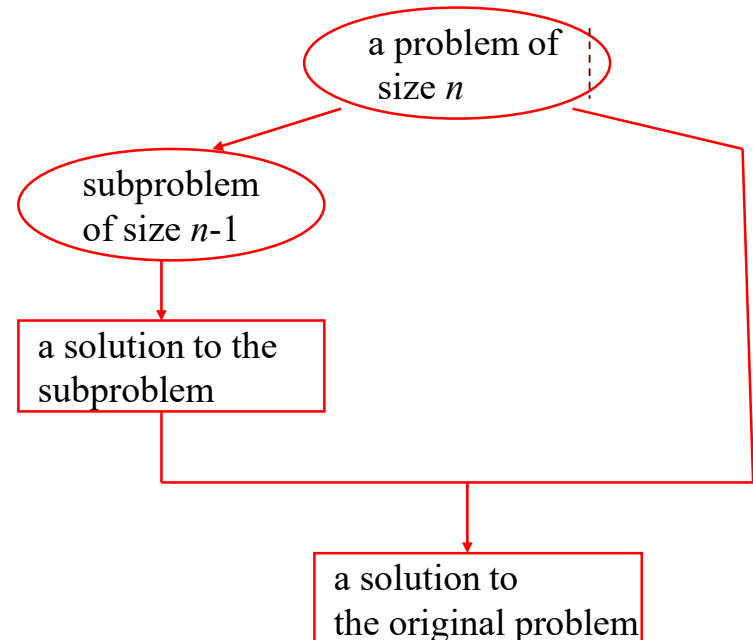 a problem of
size n
subproblem
of size n-1
a solution to the
subproblem
a solution to
the original problem